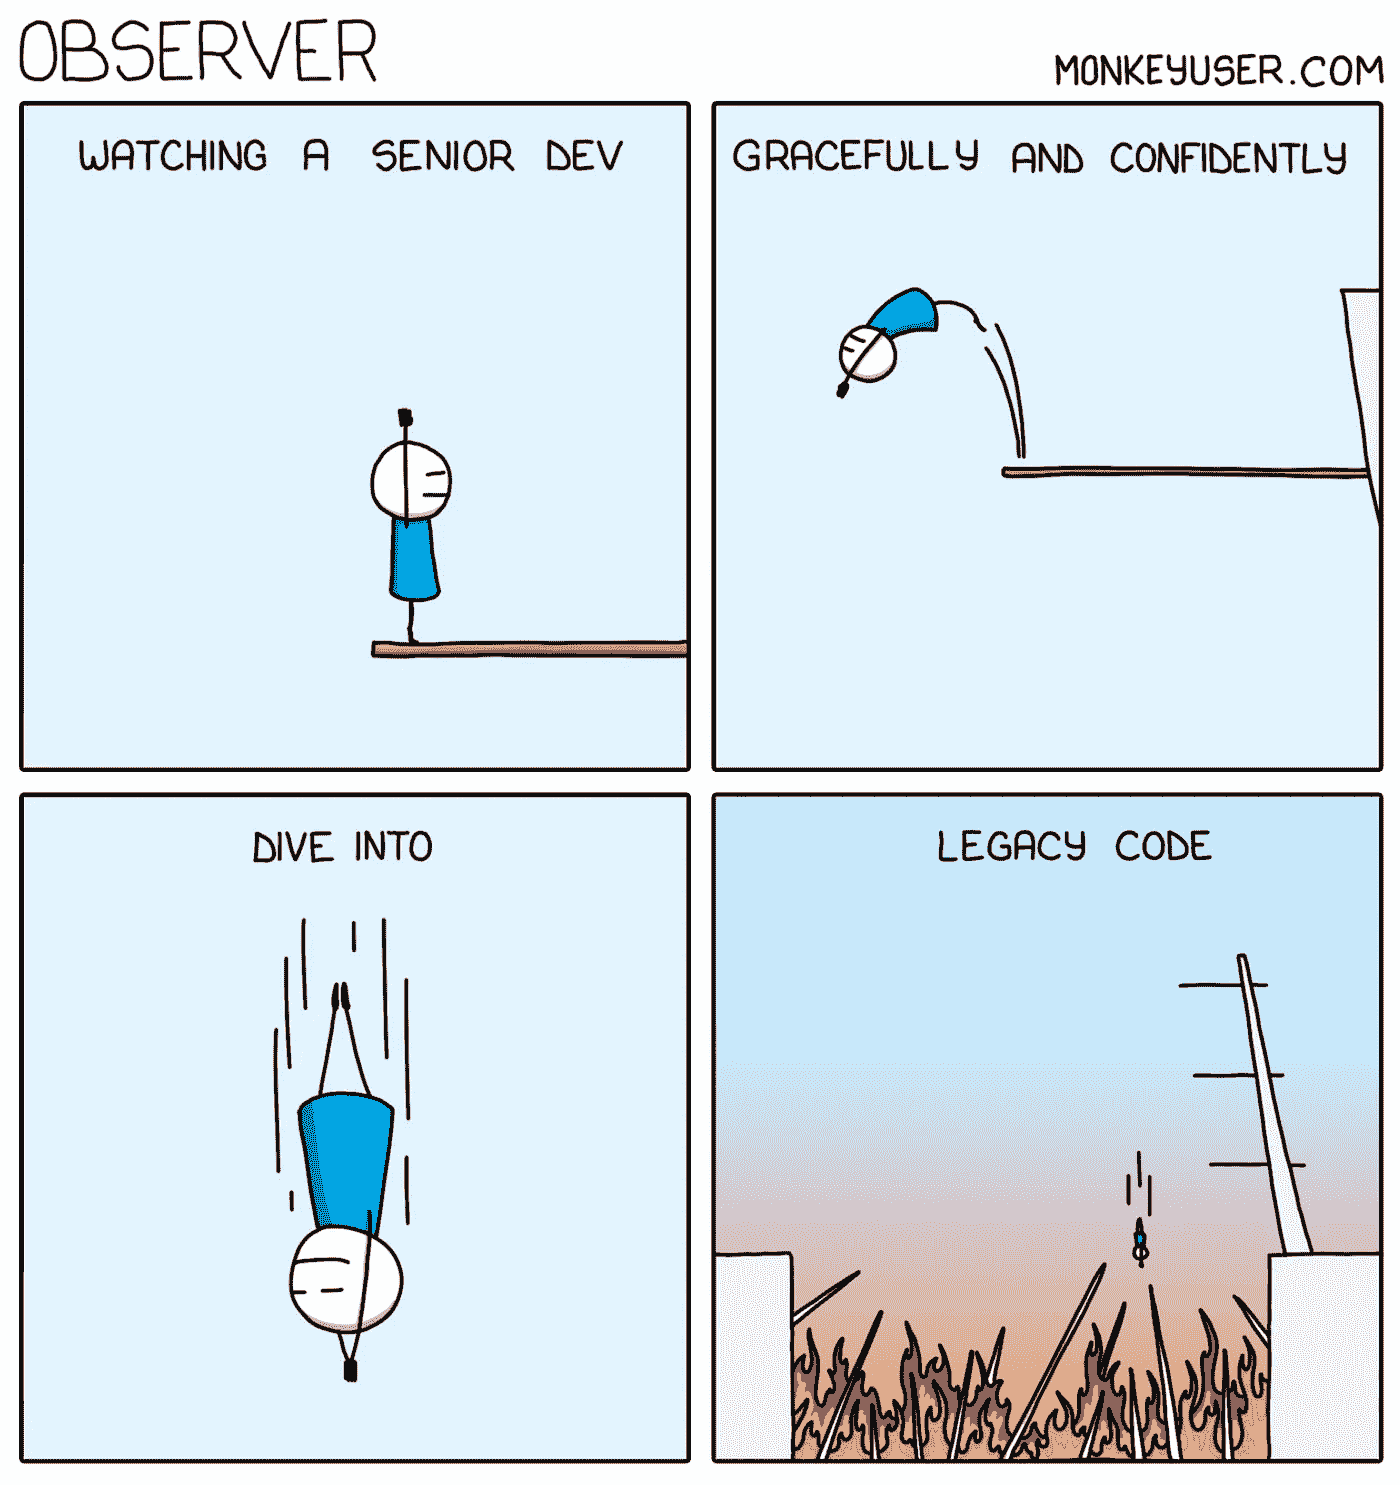 OBSERVER
MONKEYUSER.COM
WATCHING A SENIOR DEV
GRACEFULLY AND CONFIDENTLY
DIVE INTO
LEGACY CODE